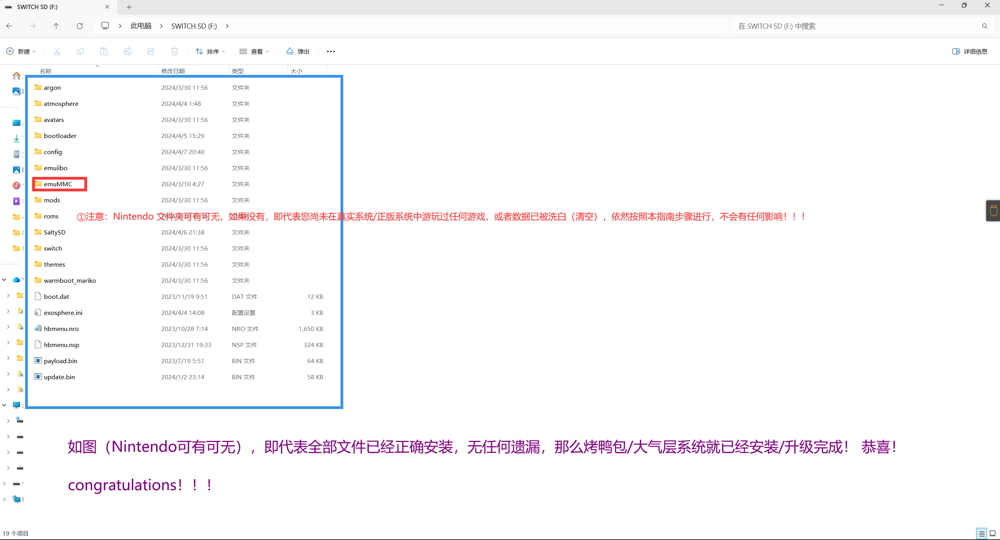 SWITCH SD (F:)
此电脑 SWITCH SD (F:)
在 SWITCH SD (F:) 中搜索
新建 排序 查看 弹出 详细信息
名称 修改日期 类型 大小
argon 2024/3/30 11:56 文件夹
atmosphere 2024/4/4 1:48 文件夹
avatars 2024/3/30 11:56 文件夹
bootloader 2024/4/5 15:29 文件夹
config 2024/4/7 20:40 文件夹
emuiibo 2024/3/30 11:56 文件夹
emuMMC 2024/3/10 4:27 文件夹
mods 2024/3/30 11:56 文件夹
roms 2024/3/30 11:56 文件夹
①注意：Nintendo 文件夹可有可无，如果没有，即代表您尚未在真实系统/正版系统中游玩过任何游戏，或者数据已被洗白（清空），依然按照本指南步骤进行，不会有任何影响！！！
SaltySD 2024/4/6 21:38 文件夹
switch 2024/3/30 11:56 文件夹
themes 2024/3/30 11:56 文件夹
warmboot_mariko 2024/3/30 11:56 文件夹
boot.dat 2023/11/19 9:51 DAT 文件 12 KB
exosphere.ini 2024/4/4 14:08 配置设置 3 KB
hbmenu.nro 2023/10/28 7:14 NRO 文件 1,650 KB
hbmenu.nsp 2023/12/31 19:33 NSP 文件 324 KB
payload.bin 2023/7/19 5:51 BIN 文件 64 KB
update.bin 2024/1/2 23:14 BIN 文件 58 KB
如图（Nintendo可有可无），即代表全部文件已经正确安装，无任何遗漏，那么烤鸭包/大气层系统就已经安装/升级完成！ 恭喜！
congratulations！！！
19 个项目